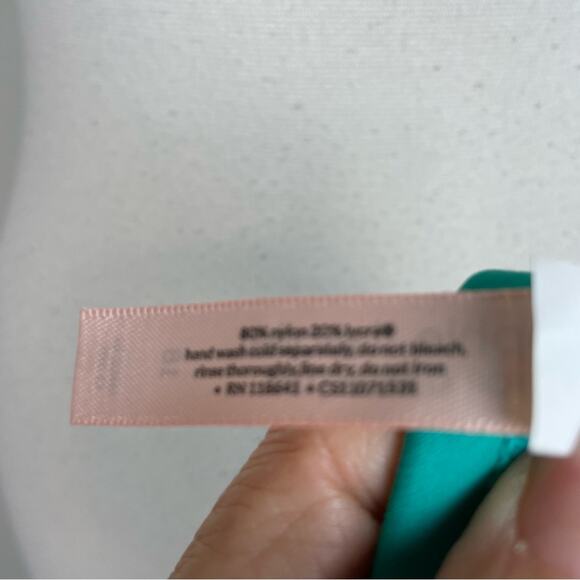 80% nylon 20% lycra®
hand wash cold separately, do not bleach,
rinse thoroughly, line dry, do not iron
• RN 118641 •